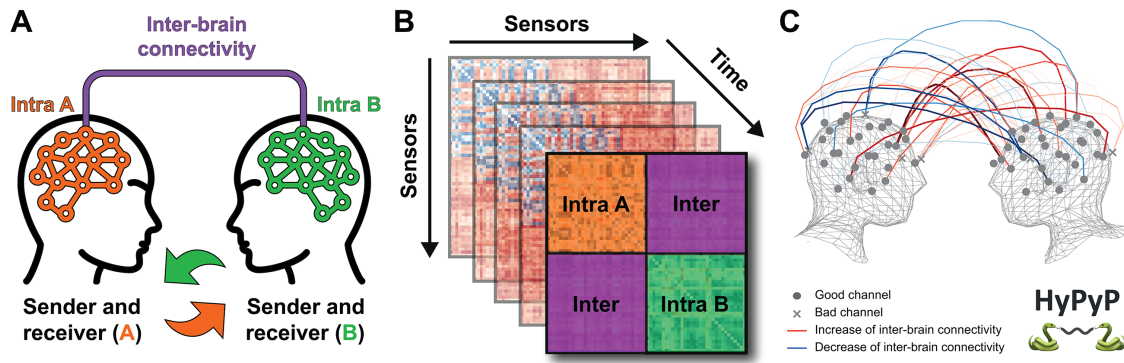 A
Inter-brain
connectivity
Intra A
Intra B
Sender and
receiver (A)
Sender and
receiver (B)
B
Sensors
Sensors
Time
Intra A
Inter
Inter
Intra B
C
Good channel
Bad channel
Increase of inter-brain connectivity
Decrease of inter-brain connectivity
HyPyP